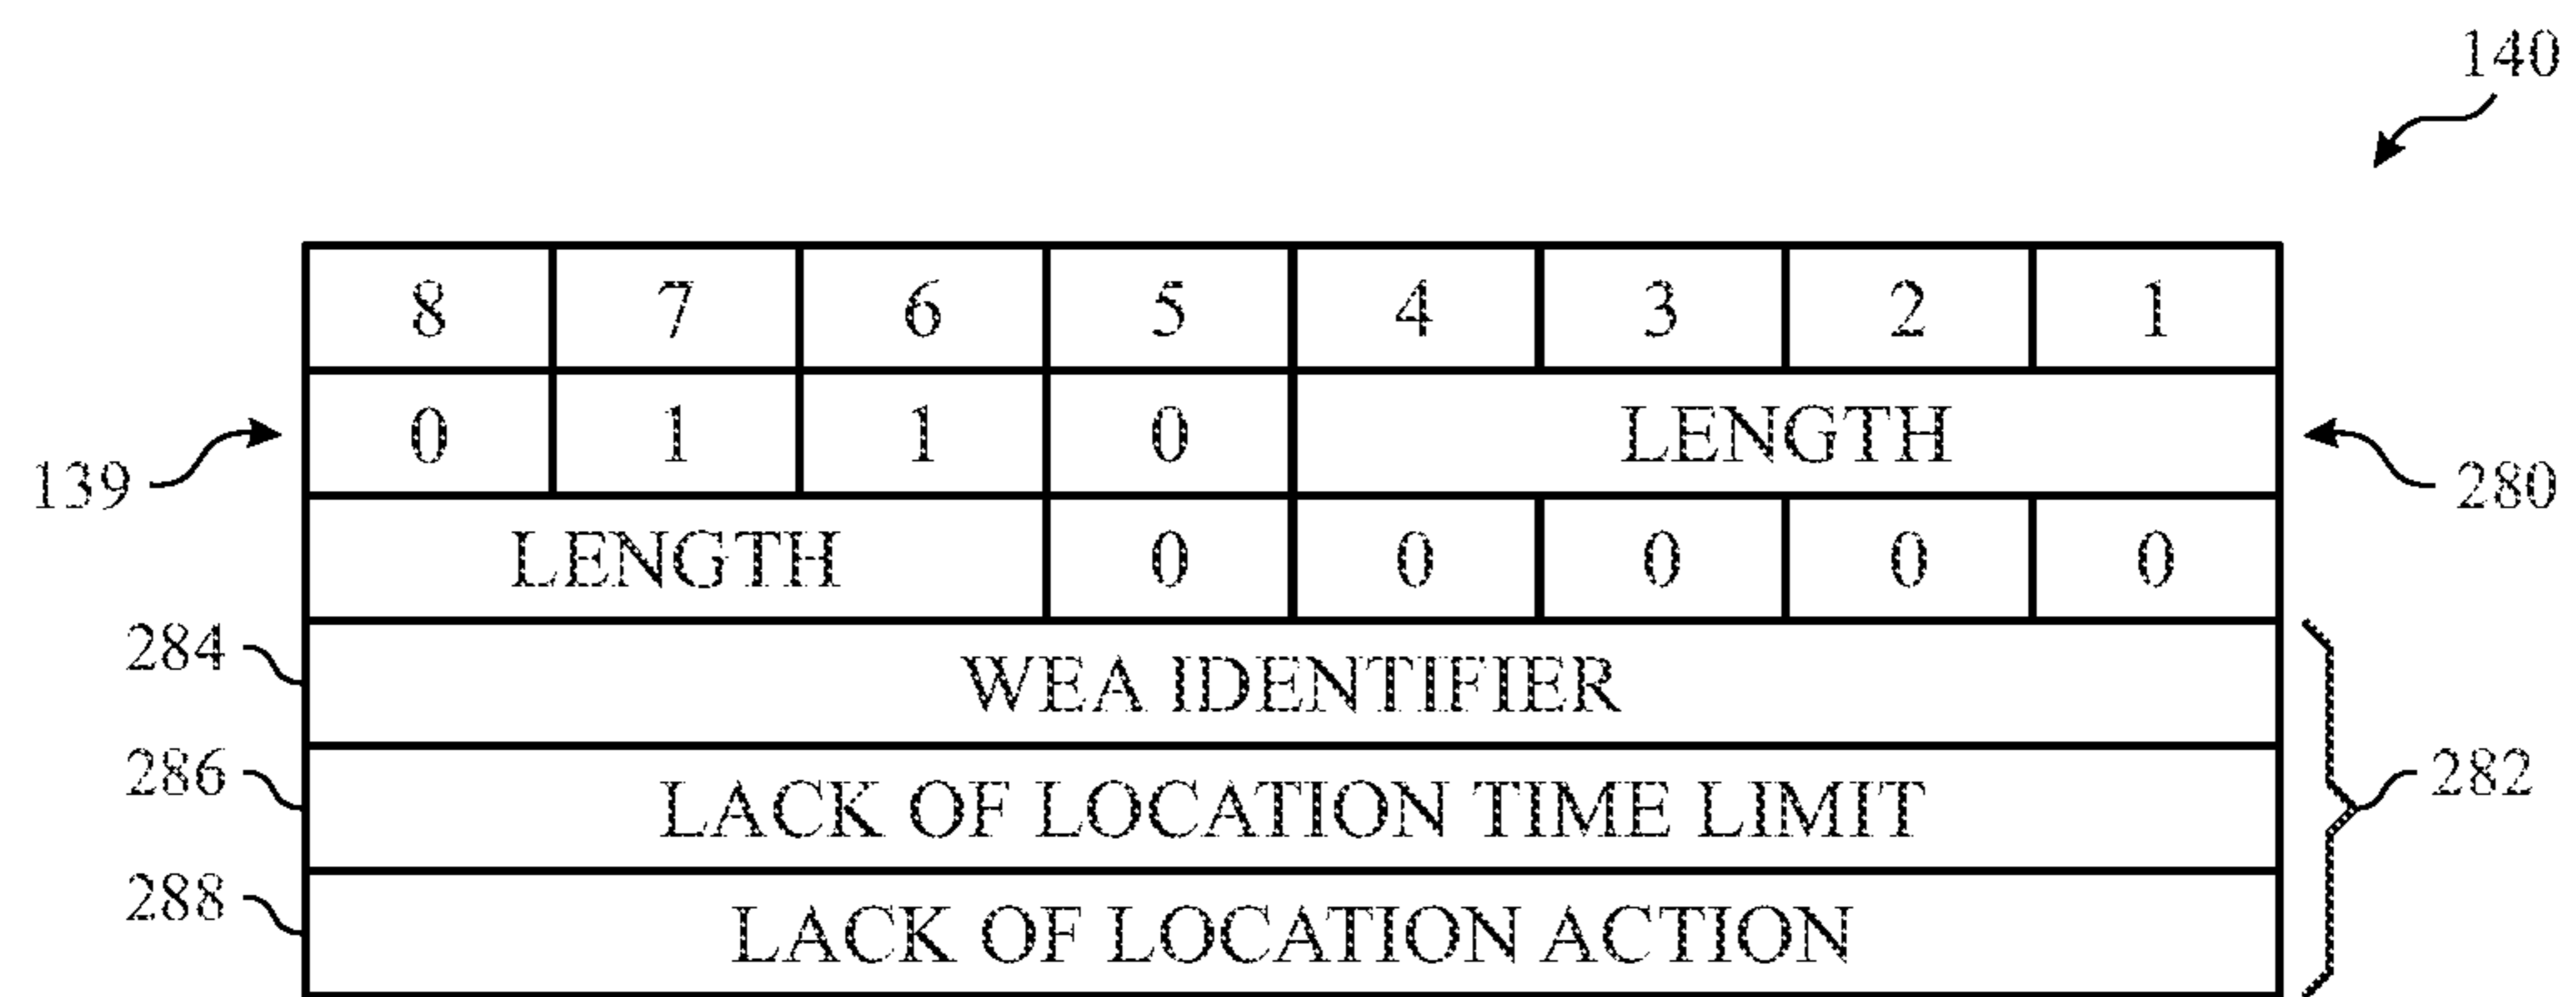 140
8 7 6 5 4 3 2 1
139 0 1 1 0 LENGTH 280
LENGTH 0 0 0 0 0
284 WEA IDENTIFIER
286 LACK OF LOCATION TIME LIMIT 282
288 LACK OF LOCATION ACTION